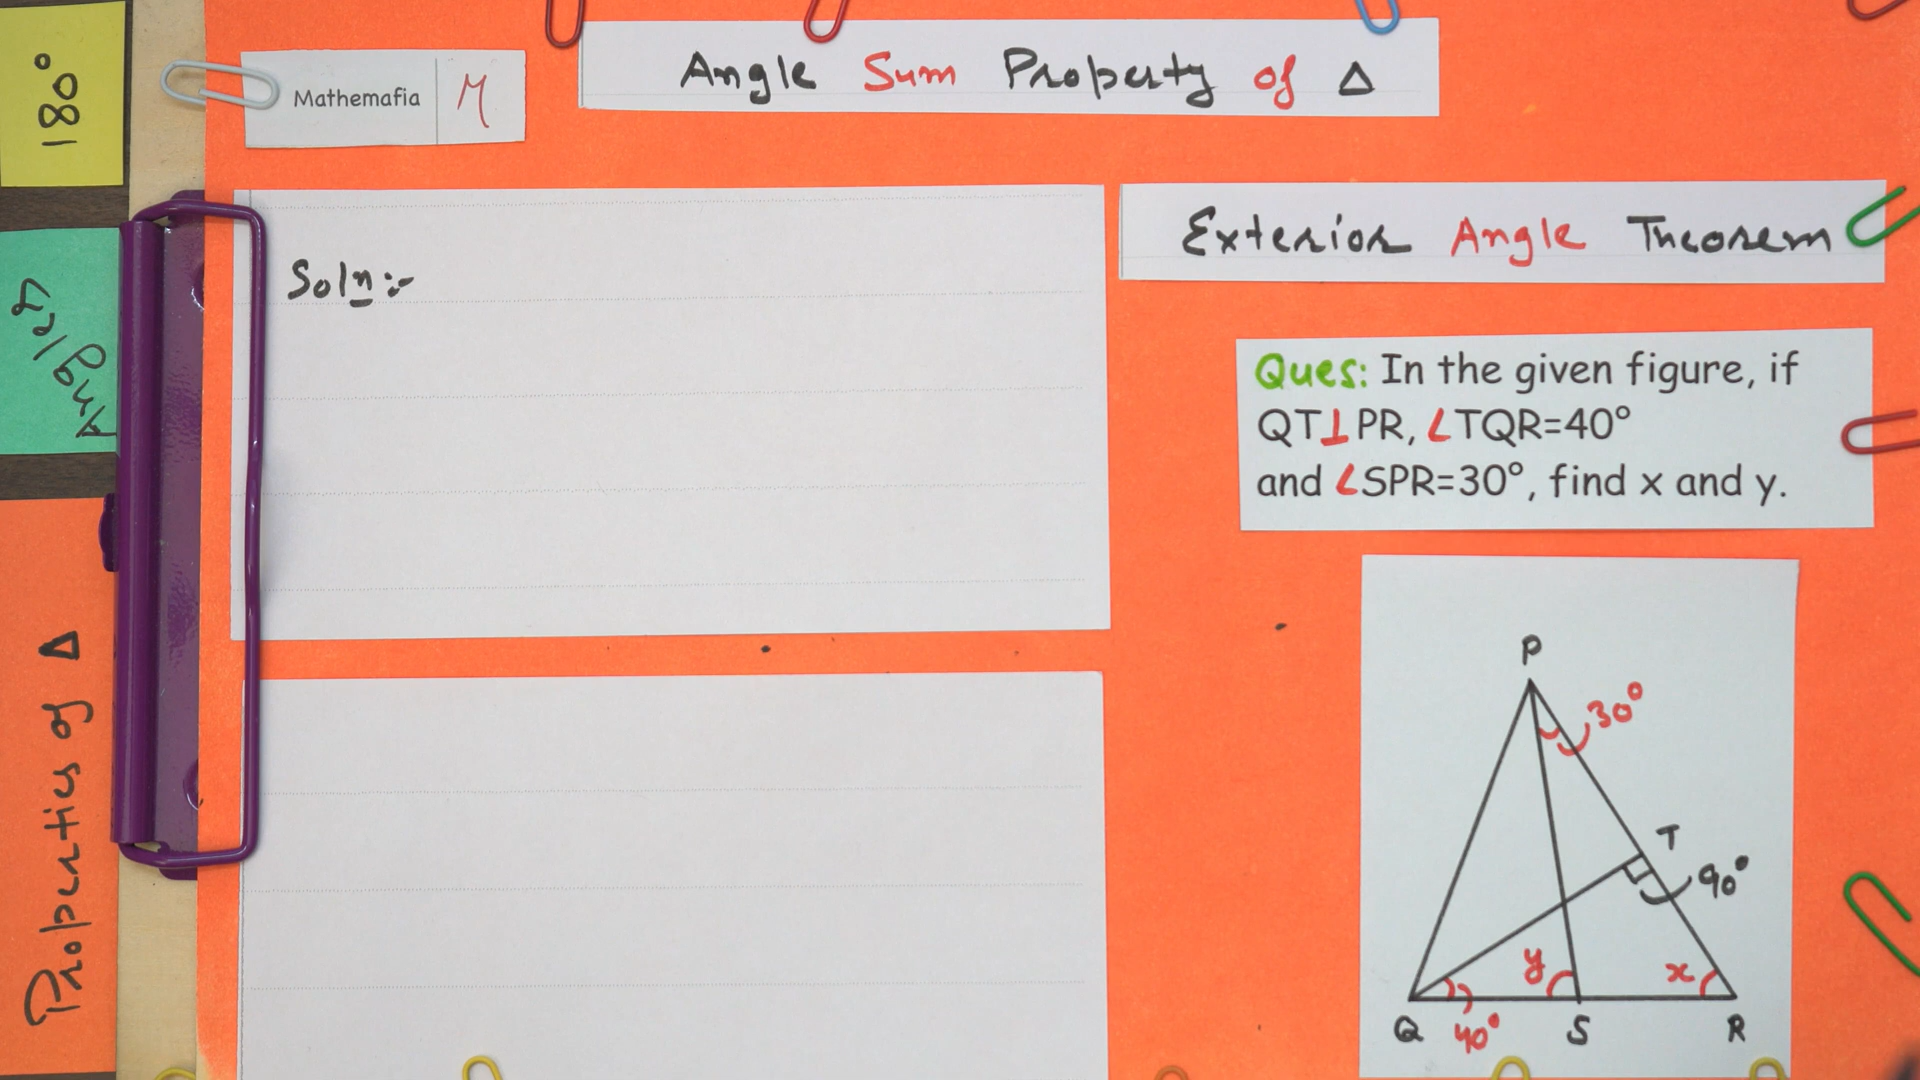 180°
Angles
Properties of Δ
Mathemafia M
Angle Sum Property of Δ
Soln:-
Exterior Angle Theorem
Ques: In the given figure, if
QT⊥PR, ∠TQR=40°
and ∠SPR=30°, find x and y.
P
30°
T
90°
y
x
Q
40°
S
R